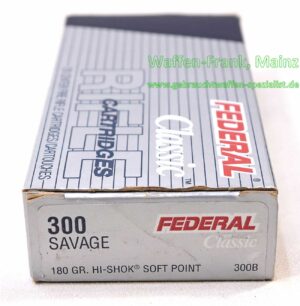 Waffen-Frank, Mainz
www.gebrauchtwaffen-spezialist.de
RIFLE
CARTRIDGES
Classic™
FEDERAL
300
SAVAGE
FEDERAL
Classic
180 GR. HI-SHOK® SOFT POINT
300B